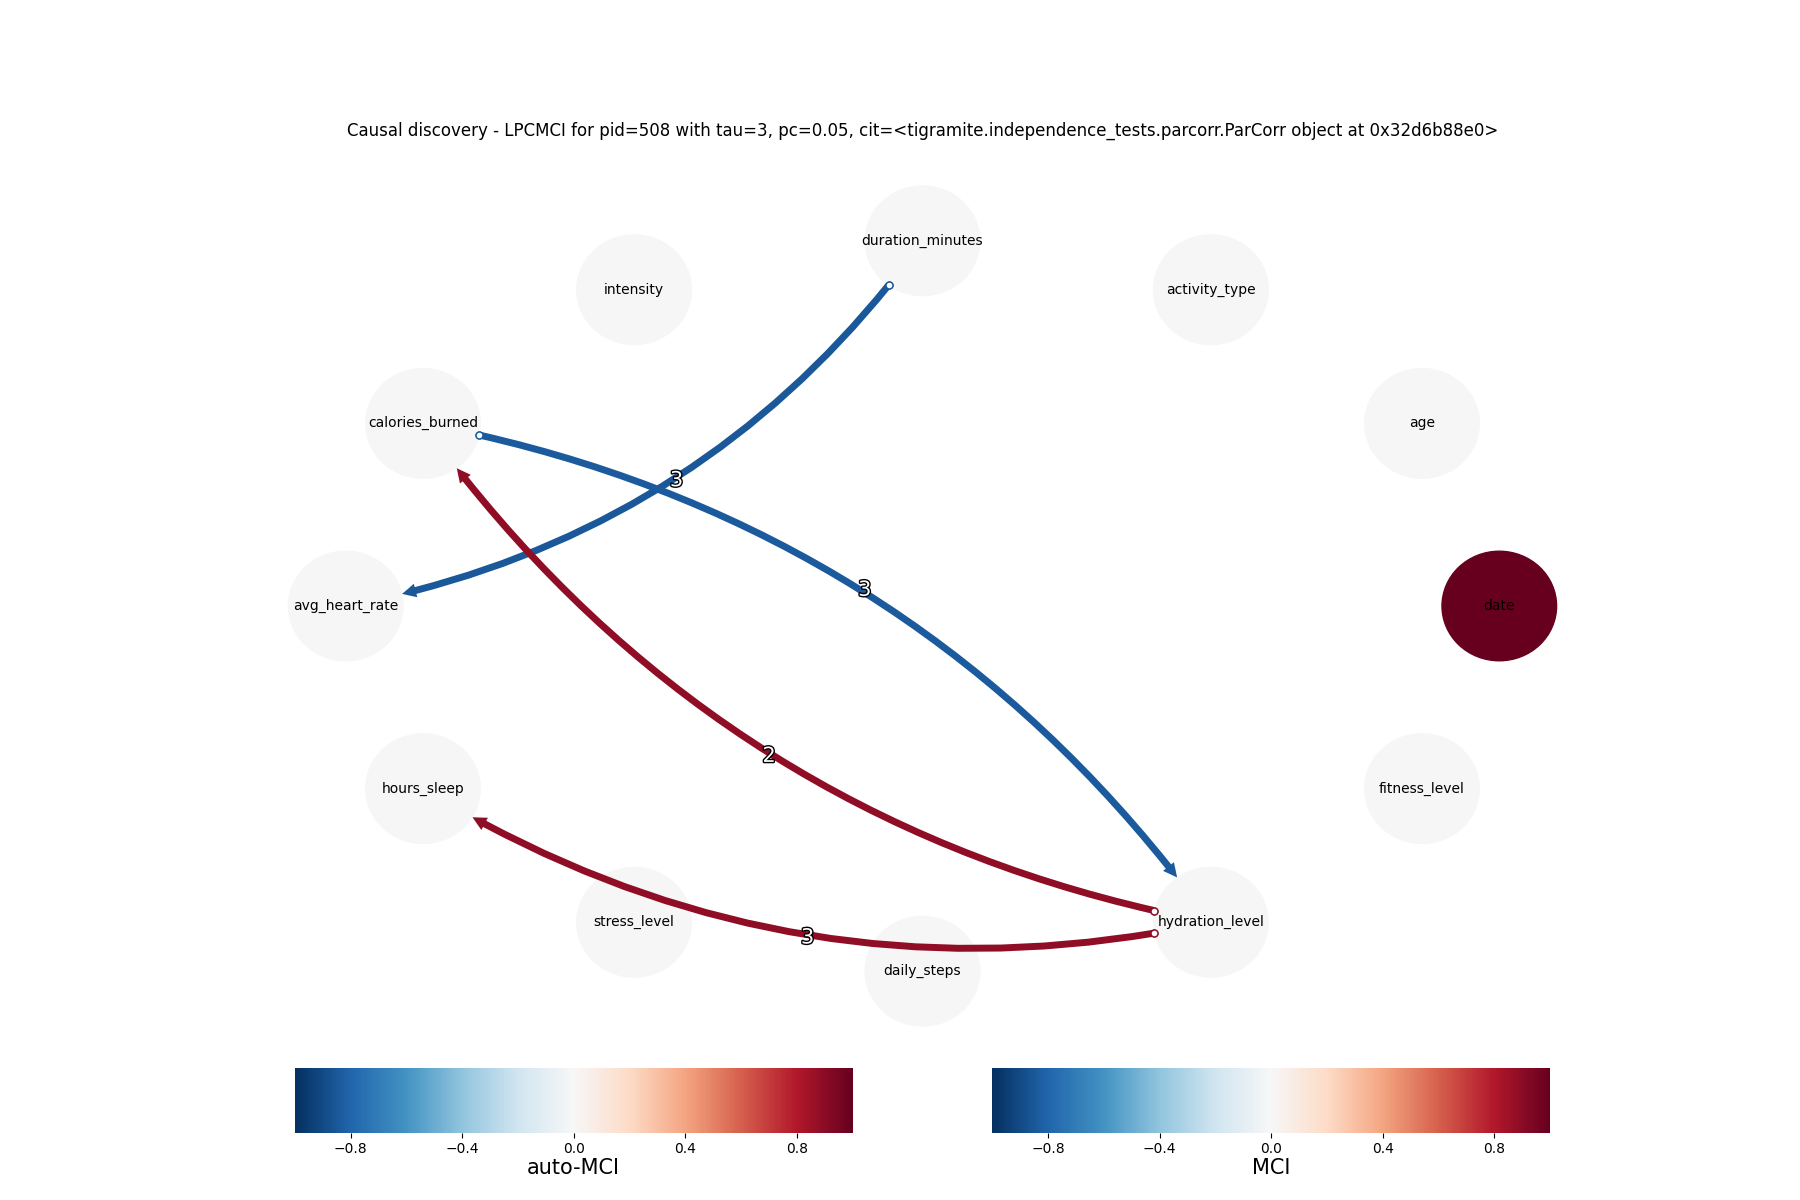 Causal discovery - LPCMCI for pid=508 with tau=3, pc=0.05, cit=<tigramite.independence_tests.parcorr.ParCorr object at 0x32d6b88e0>
duration_minutes
intensity
activity_type
calories_burned
age
3
3
avg_heart_rate
date
2
hours_sleep
fitness_level
stress_level
hydration_level
3
daily_steps
−0.8 −0.4 0.0 0.4 0.8
auto-MCI
−0.8 −0.4 0.0 0.4 0.8
MCI